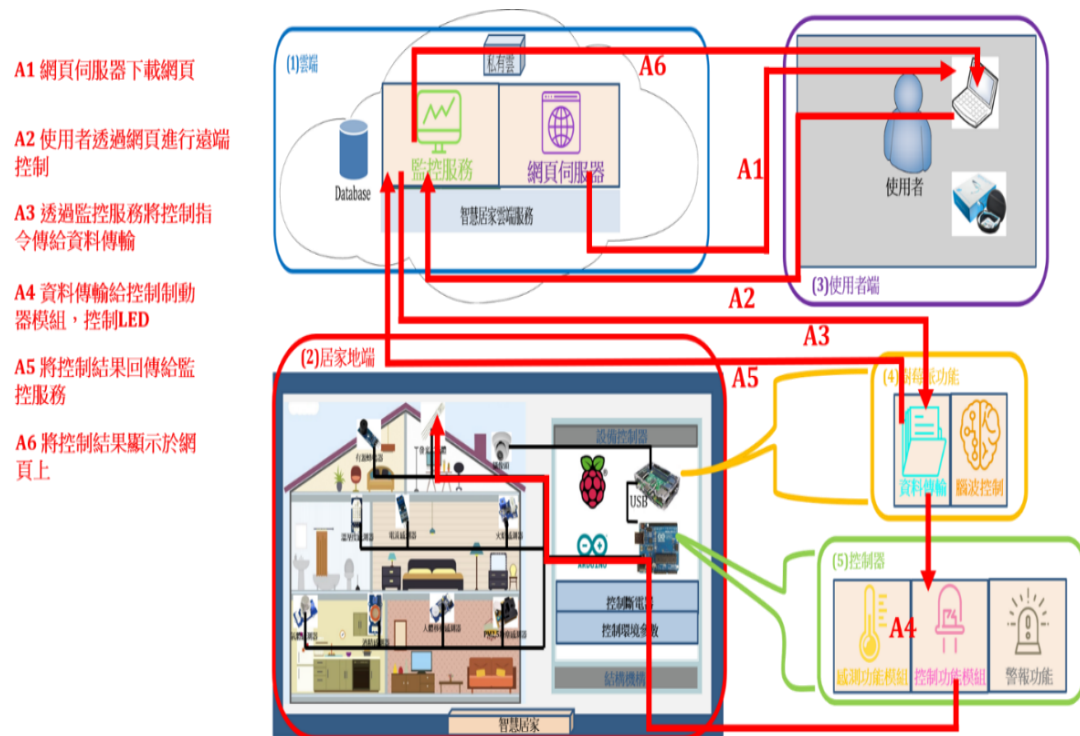 A1 網頁伺服器下載網頁
A2 使用者透過網頁進行遠端
控制
A3 透過監控服務將控制指
令傳給資料傳輸
A4 資料傳輸給控制制動
器模組，控制LED
A5 將控制結果回傳給監
控服務
A6 將控制結果顯示於網
頁上
(1)雲端
私有雲
監控服務
網頁伺服器
Database
智慧居家雲端服務
A6
A1
A2
A3
A5
A4
使用者
(3)使用者端
(2)居家地端
設備控制器
USB
ARDUINO
控制斷電器
控制環境參數
結構機構
智慧居家
功能
資料傳輸
腦波控制
(5)控制器
感測功能模組
控制功能模組
警報功能